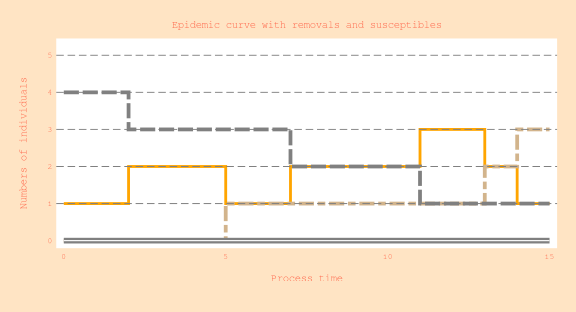 Epidemic curve with removals and susceptibles
Numbers of individuals
5
4
3
2
1
0
0 5 10 15
Process time